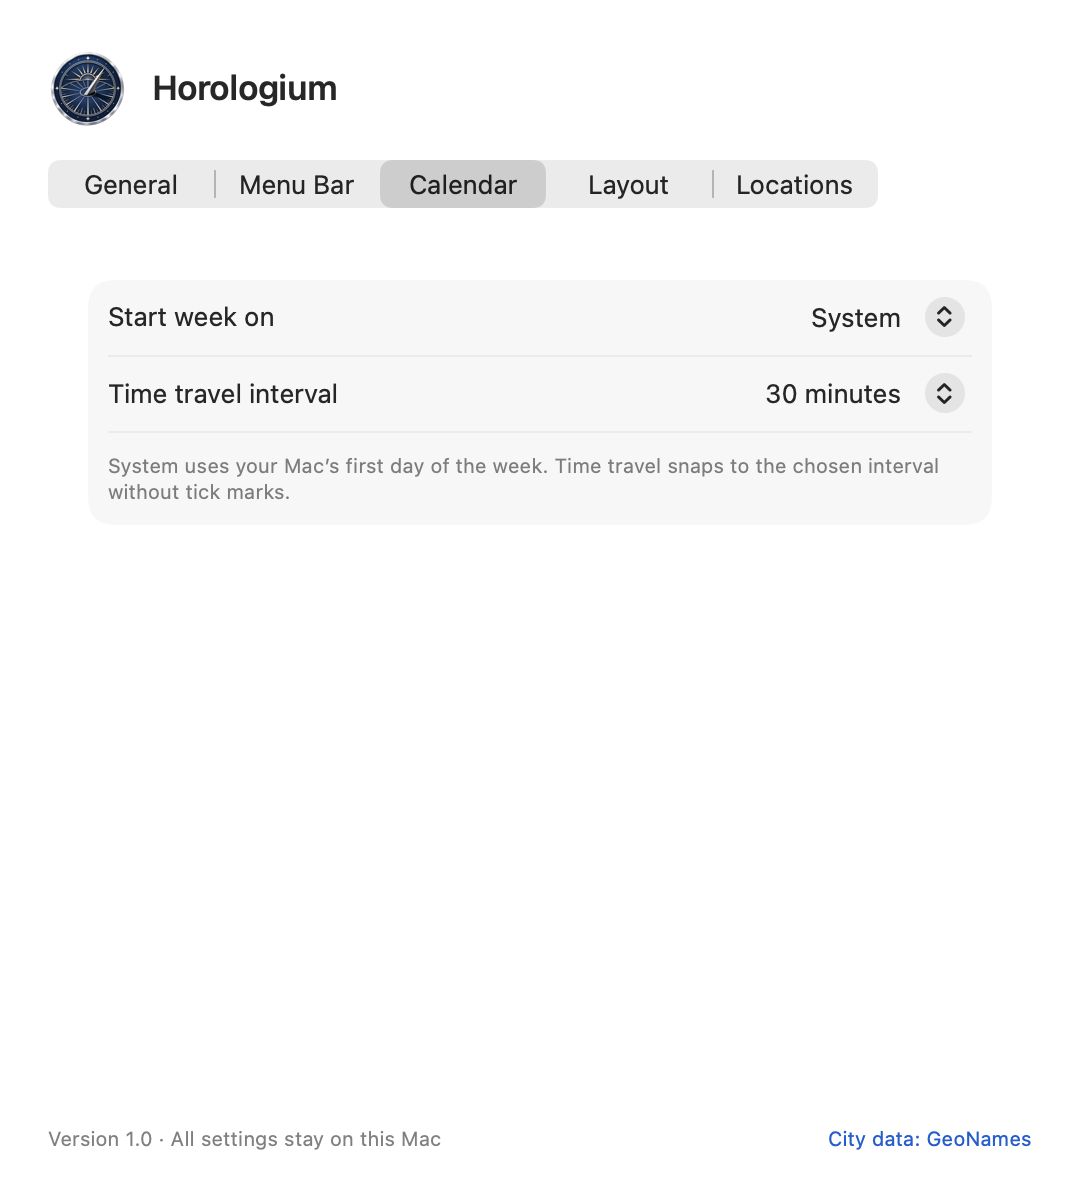 Horologium
General
Menu Bar
Calendar
Layout
Locations
Start week on
System
Time travel interval
30 minutes
System uses your Mac’s first day of the week. Time travel snaps to the chosen interval
without tick marks.
Version 1.0 · All settings stay on this Mac
City data: GeoNames